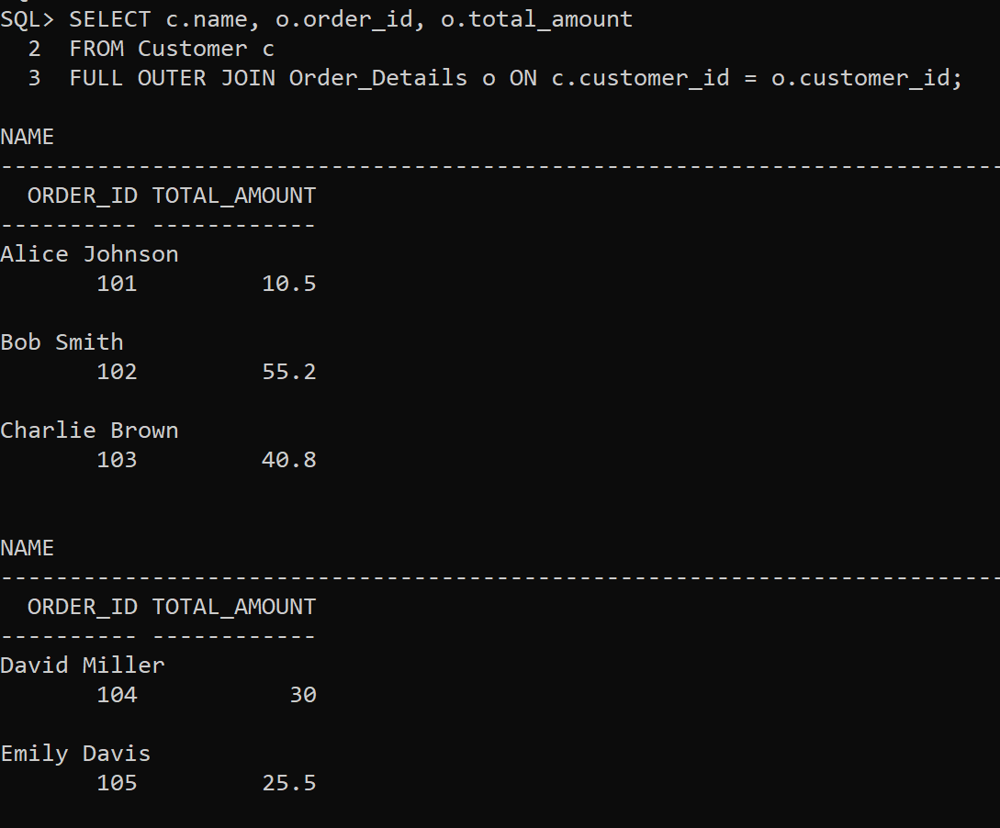 SQL> SELECT c.name, o.order_id, o.total_amount
  2  FROM Customer c
  3  FULL OUTER JOIN Order_Details o ON c.customer_id = o.customer_id;

NAME
-------------------------------------------------------------------------
  ORDER_ID TOTAL_AMOUNT
---------- ------------
Alice Johnson
       101         10.5

Bob Smith
       102         55.2

Charlie Brown
       103         40.8


NAME
-------------------------------------------------------------------------
  ORDER_ID TOTAL_AMOUNT
---------- ------------
David Miller
       104           30

Emily Davis
       105         25.5